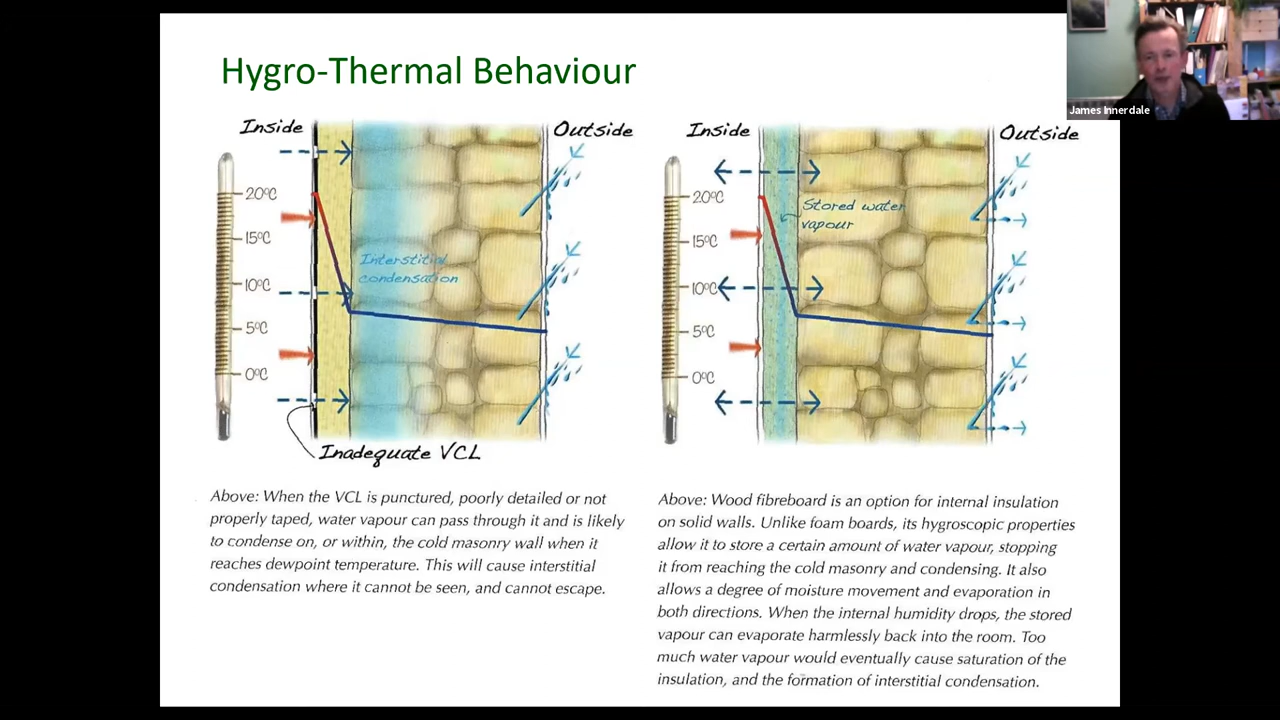 Hygro-Thermal Behaviour
James Innerdale
Inside
Outside
20°C
15°C
10°C
5°C
0°C
Interstitial
condensation
Inadequate VCL
Above: When the VCL is punctured, poorly detailed or not
properly taped, water vapour can pass through it and is likely
to condense on, or within, the cold masonry wall when it
reaches dewpoint temperature. This will cause interstitial
condensation where it cannot be seen, and cannot escape.
Inside
Outside
20°C
15°C
10°C
5°C
0°C
Stored water
vapour
Above: Wood fibreboard is an option for internal insulation
on solid walls. Unlike foam boards, its hygroscopic properties
allow it to store a certain amount of water vapour, stopping
it from reaching the cold masonry and condensing. It also
allows a degree of moisture movement and evaporation in
both directions. When the internal humidity drops, the stored
vapour can evaporate harmlessly back into the room. Too
much water vapour would eventually cause saturation of the
insulation, and the formation of interstitial condensation.